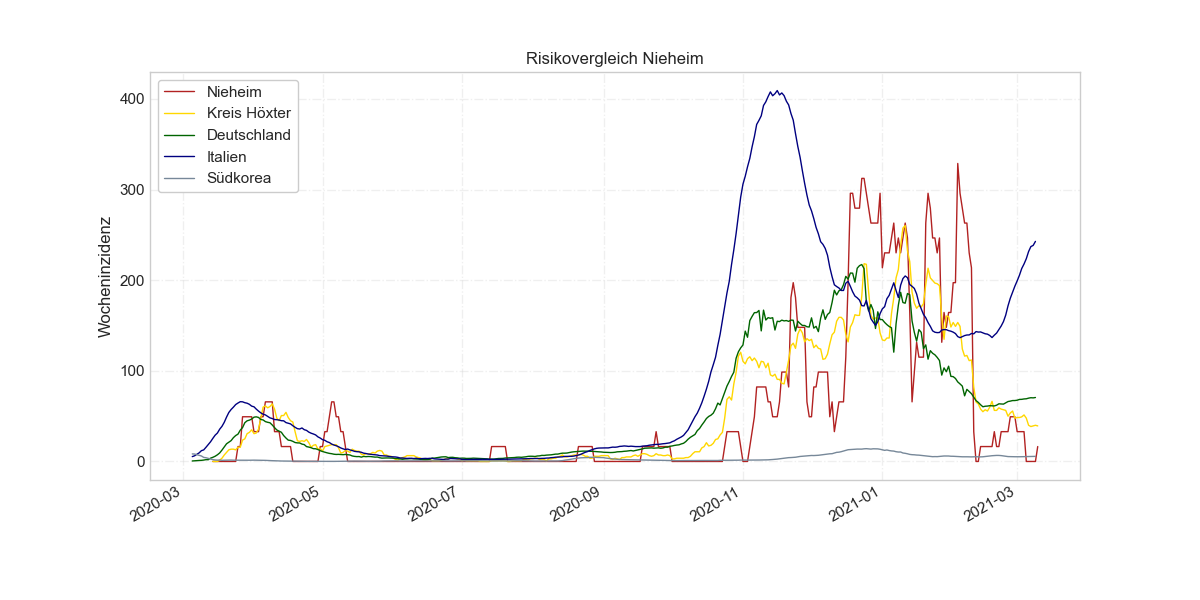 Risikovergleich Nieheim
Nieheim
Kreis Höxter
Deutschland
Italien
Südkorea
Wocheninzidenz
400
300
200
100
0
2020-03
2020-05
2020-07
2020-09
2020-11
2021-01
2021-03